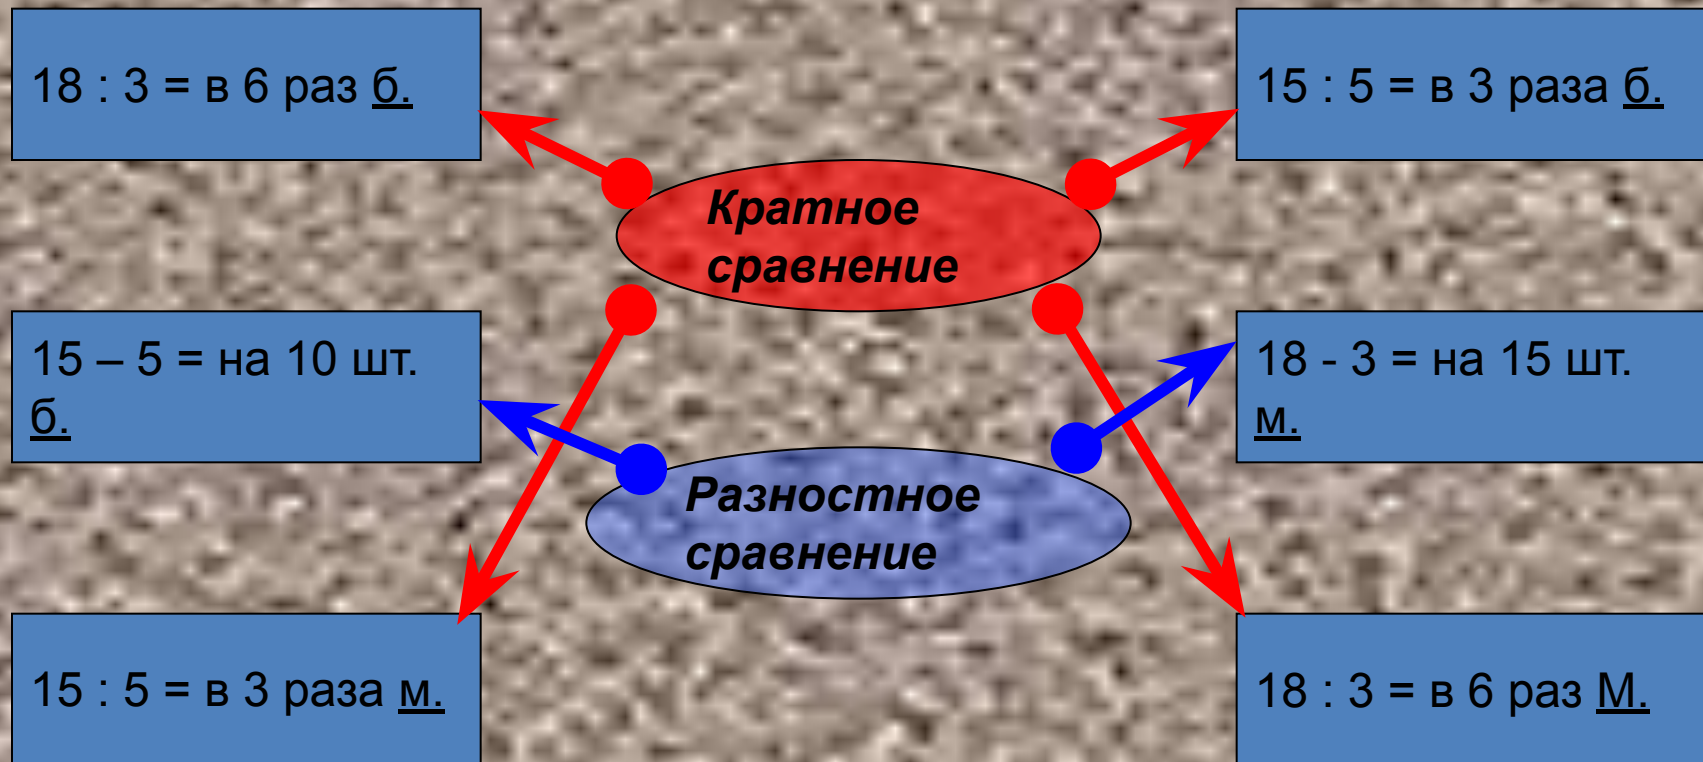 18 : 3 = в 6 раз б.
15 : 5 = в 3 раза б.
Кратное
сравнение
15 – 5 = на 10 шт.
б.
18 - 3 = на 15 шт.
м.
Разностное
сравнение
15 : 5 = в 3 раза м.
18 : 3 = в 6 раз М.